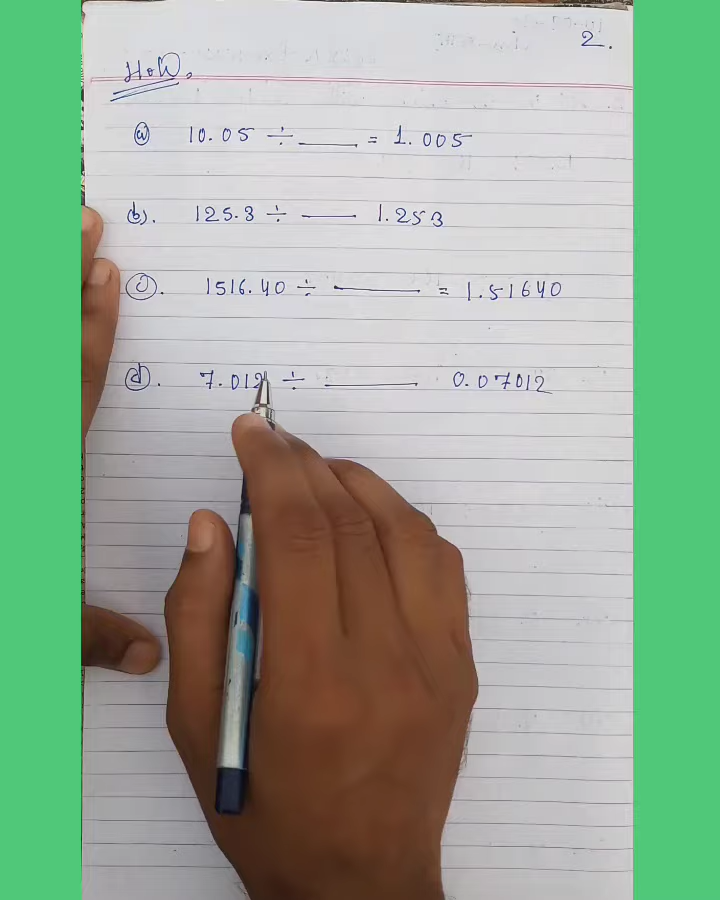 2.
H.W.
(a) 10.05 ÷ ____ = 1.005
(b). 125.3 ÷ ____ 1.253
(c). 1516.40 ÷ ____ = 1.51640
(d). 7.012 ÷ ____ 0.07012